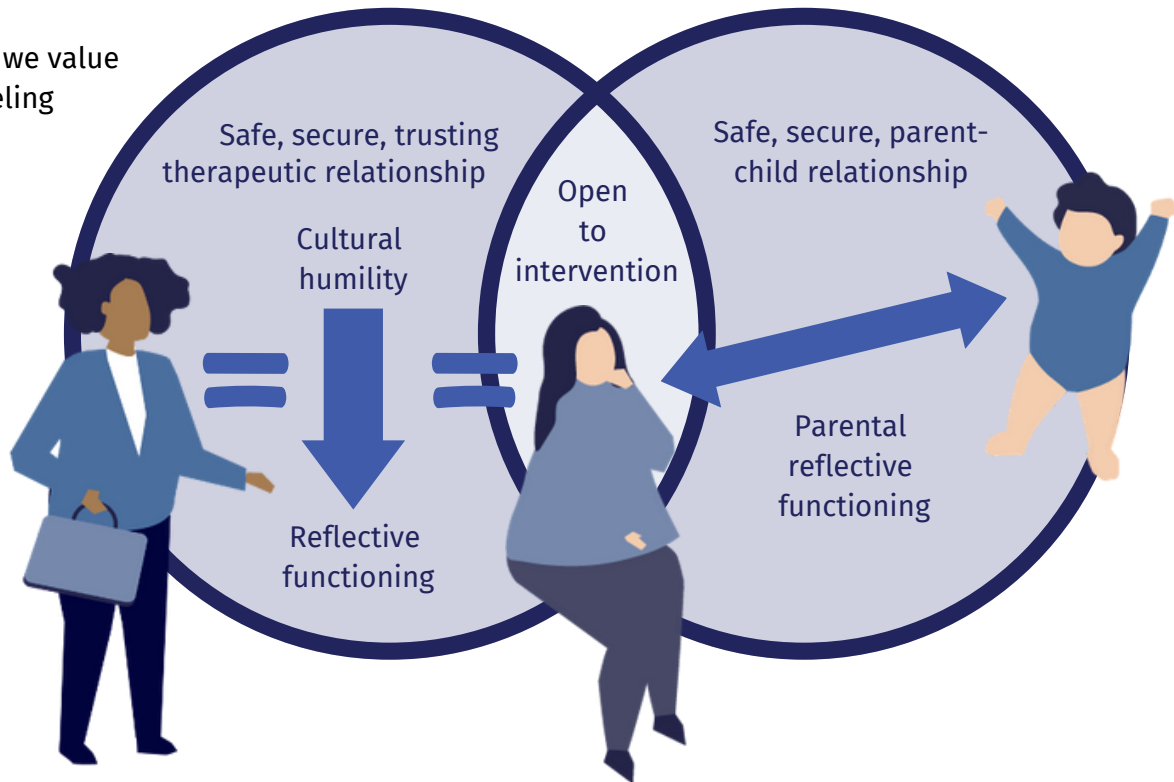 we value
eling
Safe, secure, trusting
therapeutic relationship
Cultural
humility
Reflective
functioning
Open
to
intervention
Safe, secure, parent-
child relationship
Parental
reflective
functioning